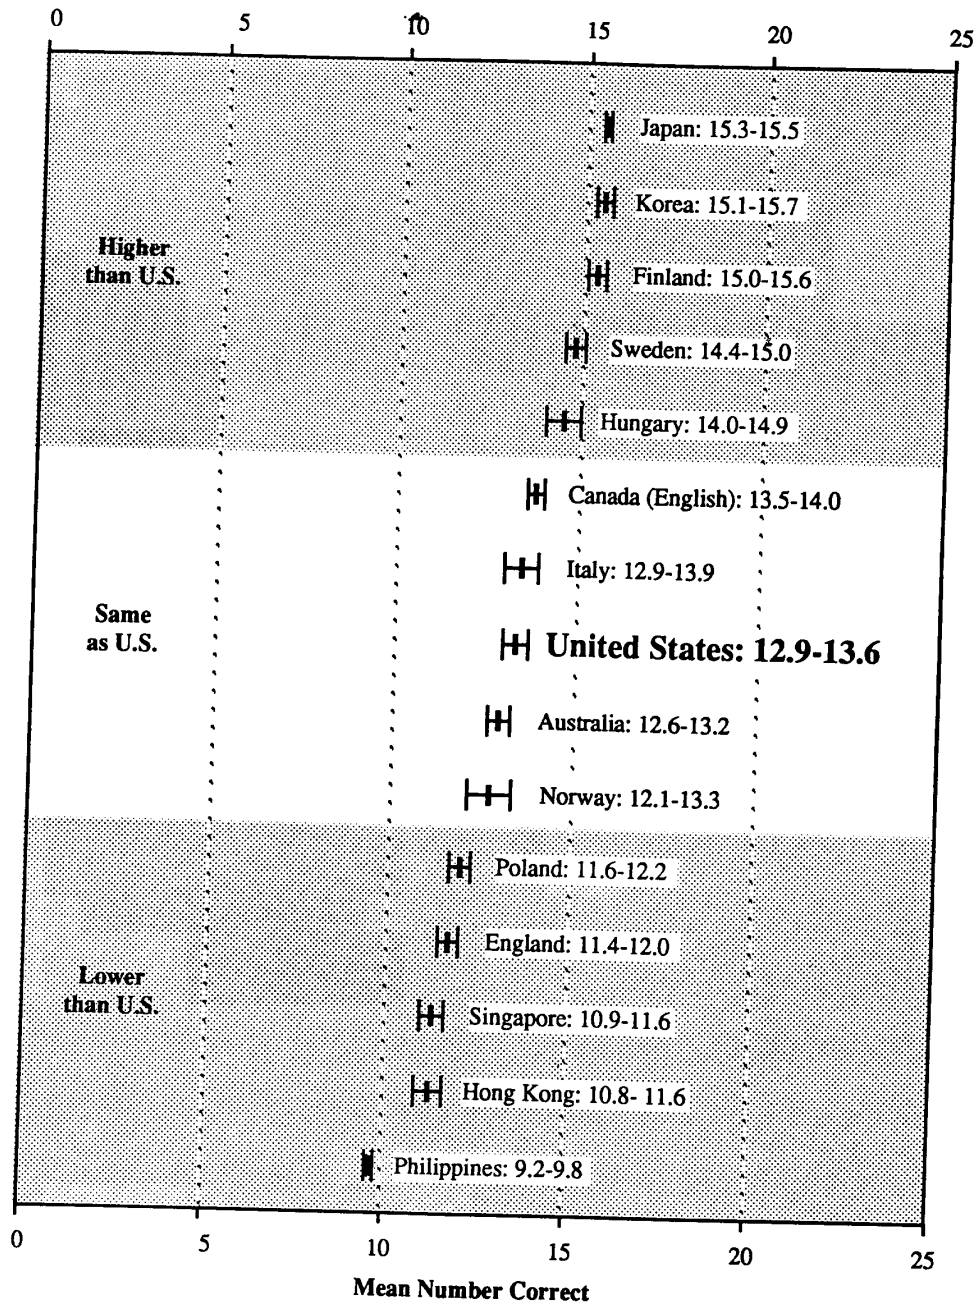 0 5 10 15 20 25
Japan: 15.3-15.5
Korea: 15.1-15.7
Higher
than U.S.
Finland: 15.0-15.6
Sweden: 14.4-15.0
Hungary: 14.0-14.9
Canada (English): 13.5-14.0
Italy: 12.9-13.9
Same
as U.S.
United States: 12.9-13.6
Australia: 12.6-13.2
Norway: 12.1-13.3
Poland: 11.6-12.2
England: 11.4-12.0
Lower
than U.S.
Singapore: 10.9-11.6
Hong Kong: 10.8- 11.6
Philippines: 9.2-9.8
0 5 10 15 20 25
Mean Number Correct